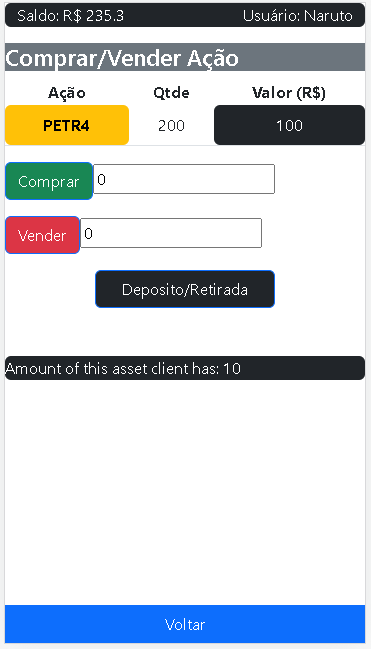 Saldo: R$ 235.3 Usuário: Naruto
Comprar/Vender Ação
Ação Qtde Valor (R$)
PETR4 200 100
Comprar 0
Vender 0
Deposito/Retirada
Amount of this asset client has: 10
Voltar